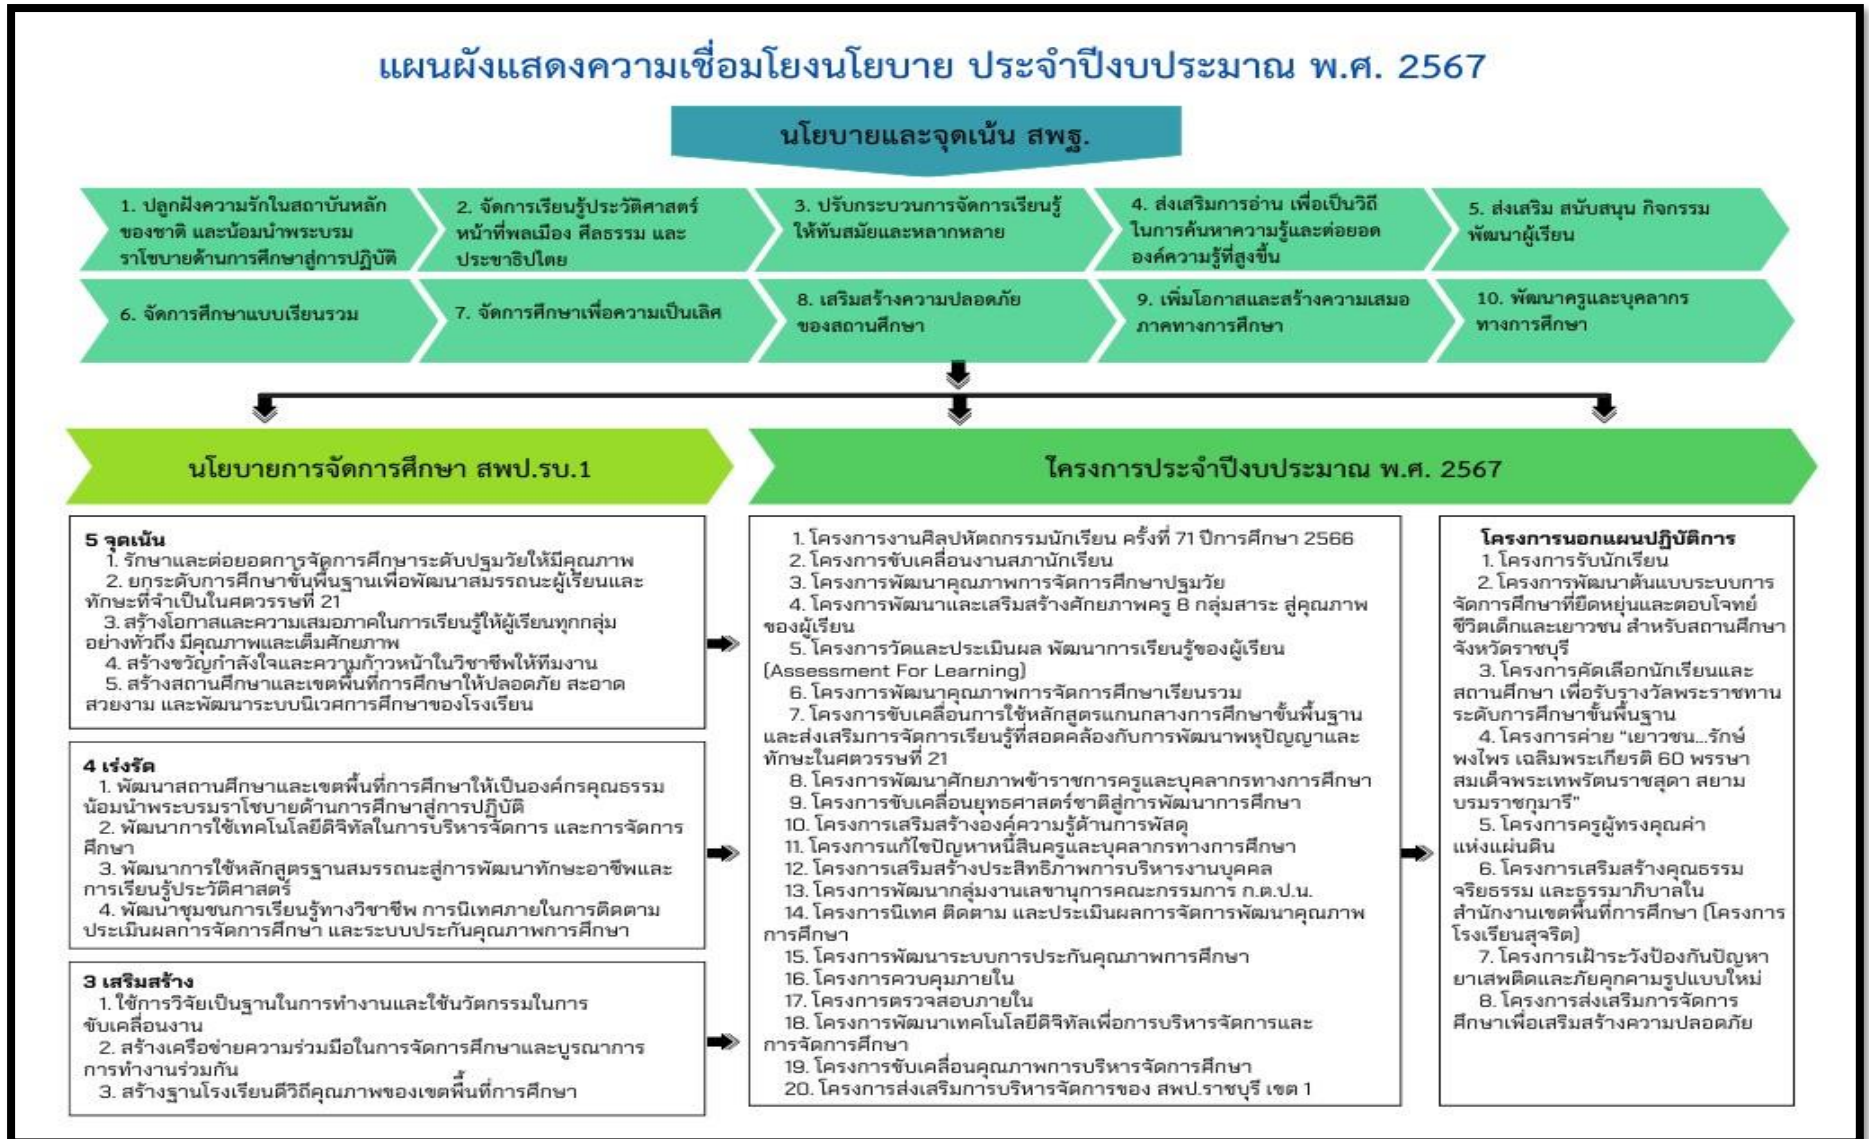 แผนผังแสดงความเชื่อมโยงนโยบาย ประจำปีงบประมาณ พ.ศ. 2567
นโยบายและจุดเน้น สพฐ.
1. ปลูกฝังความรักในสถาบันหลัก
ของชาติ และน้อมนำพระบรม
ราโชบายด้านการศึกษาสู่การปฏิบัติ
2. จัดการเรียนรู้ประวัติศาสตร์
หน้าที่พลเมือง ศีลธรรม และ
ประชาธิปไตย
3. ปรับกระบวนการจัดการเรียนรู้
ให้ทันสมัยและหลากหลาย
4. ส่งเสริมการอ่าน เพื่อเป็นวิถี
ในการค้นหาความรู้และต่อยอด
องค์ความรู้ที่สูงขึ้น
5. ส่งเสริม สนับสนุน กิจกรรม
พัฒนาผู้เรียน
6. จัดการศึกษาแบบเรียนรวม
7. จัดการศึกษาเพื่อความเป็นเลิศ
8. เสริมสร้างความปลอดภัย
ของสถานศึกษา
9. เพิ่มโอกาสและสร้างความเสมอ
ภาคทางการศึกษา
10. พัฒนาครูและบุคลากร
ทางการศึกษา
นโยบายการจัดการศึกษา สพป.รบ.1
5 จุดเน้น
1. รักษาและต่อยอดการจัดการศึกษาระดับปฐมวัยให้มีคุณภาพ
2. ยกระดับการศึกษาขั้นพื้นฐานเพื่อพัฒนาสมรรถนะผู้เรียนและ
ทักษะที่จำเป็นในศตวรรษที่ 21
3. สร้างโอกาสและความเสมอภาคในการเรียนรู้ให้ผู้เรียนทุกกลุ่ม
อย่างทั่วถึง มีคุณภาพและเต็มศักยภาพ
4. สร้างขวัญกำลังใจและความก้าวหน้าในวิชาชีพให้ทีมงาน
5. สร้างสถานศึกษาและเขตพื้นที่การศึกษาให้ปลอดภัย สะอาด
สวยงาม และพัฒนาระบบนิเวศการศึกษาของโรงเรียน
4 เร่งรัด
1. พัฒนาสถานศึกษาและเขตพื้นที่การศึกษาให้เป็นองค์กรคุณธรรม
น้อมนำพระบรมราโชบายด้านการศึกษาสู่การปฏิบัติ
2. พัฒนาการใช้เทคโนโลยีดิจิทัลในการบริหารจัดการ และการจัดการ
ศึกษา
3. พัฒนาการใช้หลักสูตรฐานสมรรถนะสู่การพัฒนาทักษะอาชีพและ
การเรียนรู้ประวัติศาสตร์
4. พัฒนาชุมชนการเรียนรู้ทางวิชาชีพ การนิเทศภายในการติดตาม
ประเมินผลการจัดการศึกษา และระบบประกันคุณภาพการศึกษา
3 เสริมสร้าง
1. ใช้การวิจัยเป็นฐานในการทำงานและใช้นวัตกรรมในการ
ขับเคลื่อนงาน
2. สร้างเครือข่ายความร่วมมือในการจัดการศึกษาและบูรณาการ
การทำงานร่วมกัน
3. สร้างฐานโรงเรียนดีวิถีคุณภาพของเขตพื้นที่การศึกษา
โครงการประจำปีงบประมาณ พ.ศ. 2567
1. โครงการงานศิลปหัตถกรรมนักเรียน ครั้งที่ 71 ปีการศึกษา 2566
2. โครงการขับเคลื่อนงานสภานักเรียน
3. โครงการพัฒนาคุณภาพการจัดการศึกษาปฐมวัย
4. โครงการพัฒนาและเสริมสร้างศักยภาพครู 8 กลุ่มสาระ สู่คุณภาพ
ของผู้เรียน
5. โครงการวัดและประเมินผล พัฒนาการเรียนรู้ของผู้เรียน
(Assessment For Learning)
6. โครงการพัฒนาคุณภาพการจัดการศึกษาเรียนรวม
7. โครงการขับเคลื่อนการใช้หลักสูตรแกนกลางการศึกษาขั้นพื้นฐาน
และส่งเสริมการจัดการเรียนรู้ที่สอดคล้องกับการพัฒนาพหุปัญญาและ
ทักษะในศตวรรษที่ 21
8. โครงการพัฒนาศักยภาพข้าราชการครูและบุคลากรทางการศึกษา
9. โครงการขับเคลื่อนยุทธศาสตร์ชาติสู่การพัฒนาการศึกษา
10. โครงการเสริมสร้างองค์ความรู้ด้านการพัสดุ
11. โครงการแก้ไขปัญหาหนี้สินครูและบุคลากรทางการศึกษา
12. โครงการเสริมสร้างประสิทธิภาพการบริหารงานบุคคล
13. โครงการพัฒนากลุ่มงานเลขานุการคณะกรรมการ ก.ต.ป.น.
14. โครงการนิเทศ ติดตาม และประเมินผลการจัดการพัฒนาคุณภาพ
การศึกษา
15. โครงการพัฒนาระบบการประกันคุณภาพการศึกษา
16. โครงการควบคุมภายใน
17. โครงการตรวจสอบภายใน
18. โครงการพัฒนาเทคโนโลยีดิจิทัลเพื่อการบริหารจัดการและ
การจัดการศึกษา
19. โครงการขับเคลื่อนคุณภาพการบริหารจัดการศึกษา
20. โครงการส่งเสริมการบริหารจัดการของ สพป.ราชบุรี เขต 1
โครงการนอกแผนปฏิบัติการ
1. โครงการรับนักเรียน
2. โครงการพัฒนาต้นแบบระบบการ
จัดการศึกษาที่ยืดหยุ่นและตอบโจทย์
ชีวิตเด็กและเยาวชน สำหรับสถานศึกษา
จังหวัดราชบุรี
3. โครงการคัดเลือกนักเรียนและ
สถานศึกษา เพื่อรับรางวัลพระราชทาน
ระดับการศึกษาขั้นพื้นฐาน
4. โครงการค่าย “เยาวชน...รักษ์
พงไพร เฉลิมพระเกียรติ 60 พรรษา
สมเด็จพระเทพรัตนราชสุดา สยาม
บรมราชกุมารี”
5. โครงการครูผู้ทรงคุณค่า
แห่งแผ่นดิน
6. โครงการเสริมสร้างคุณธรรม
จริยธรรม และธรรมาภิบาลใน
สำนักงานเขตพื้นที่การศึกษา (โครงการ
โรงเรียนสุจริต)
7. โครงการเฝ้าระวังป้องกันปัญหา
ยาเสพติดและภัยคุกคามรูปแบบใหม่
8. โครงการส่งเสริมการจัดการ
ศึกษาเพื่อเสริมสร้างความปลอดภัย